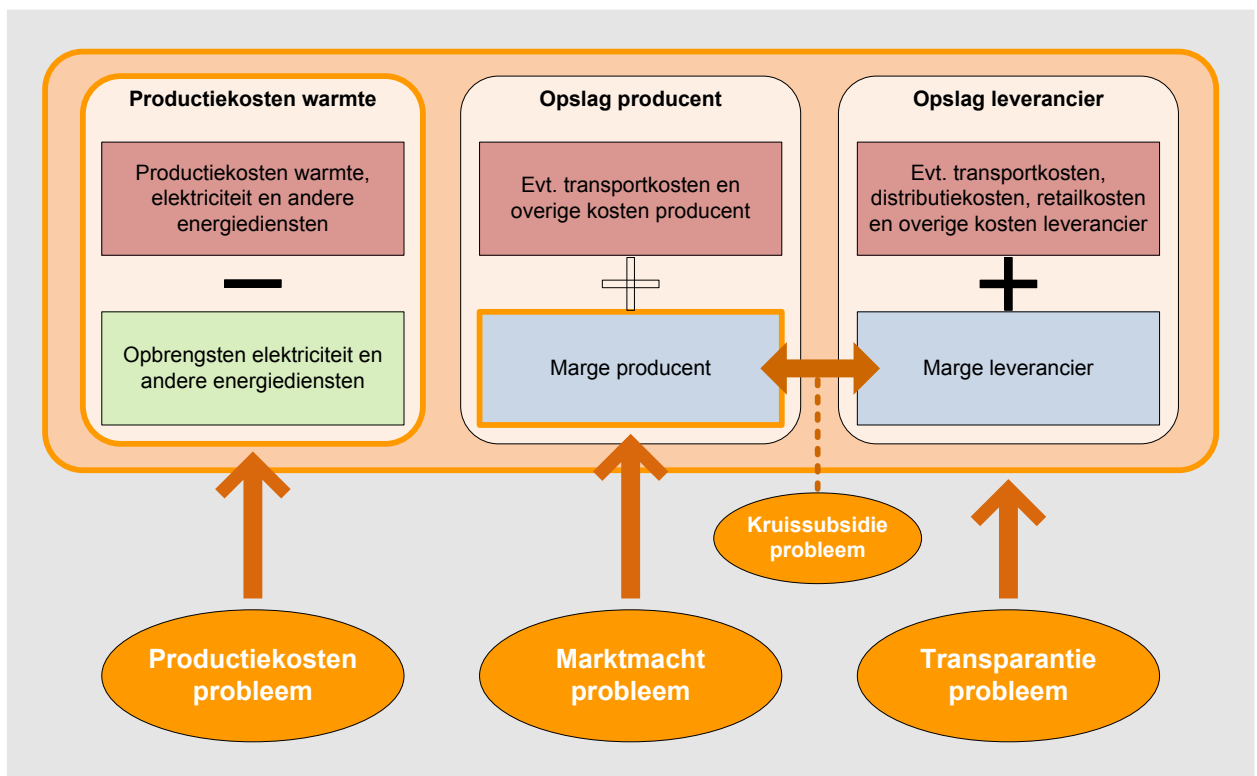 Productiekosten warmte
Productiekosten warmte,
elektriciteit en andere
energiediensten
Opbrengsten elektriciteit en
andere energiediensten
Opslag producent
Evt. transportkosten en
overige kosten producent
Marge producent
Opslag leverancier
Evt. transportkosten,
distributiekosten, retailkosten
en overige kosten leverancier
Marge leverancier
Kruissubsidie
probleem
Productiekosten
probleem
Marktmacht
probleem
Transparantie
probleem